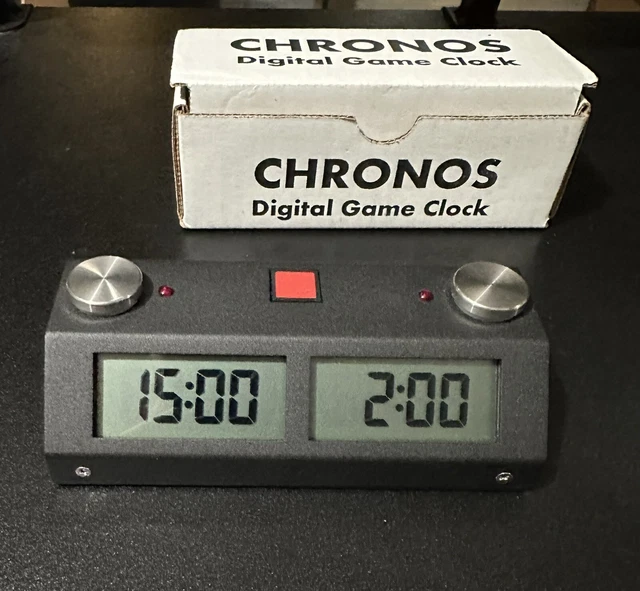 CHRONOS
Digital Game Clock
CHRONOS
Digital Game Clock
15:00 2:00